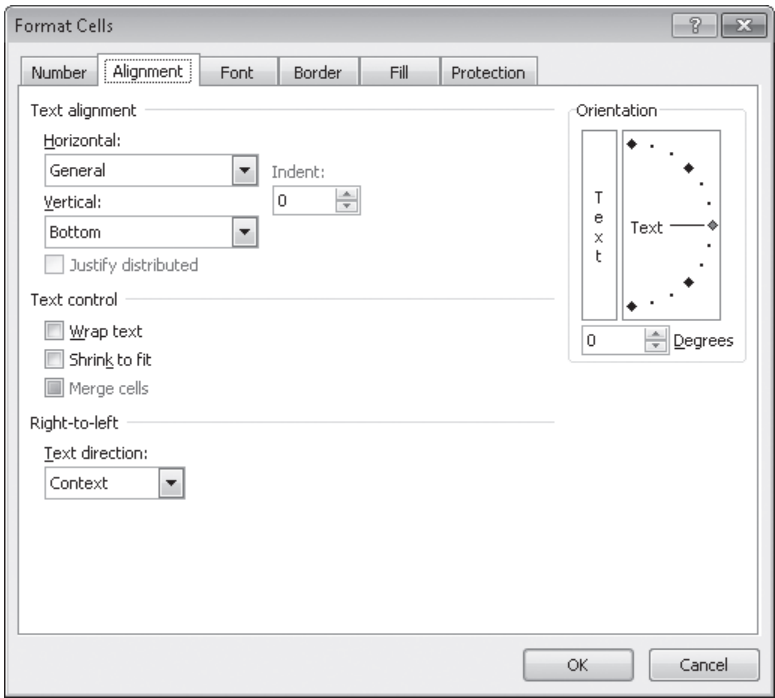 Format Cells
Number Alignment Font Border Fill Protection
Text alignment
Horizontal:
General
Indent:
0
Vertical:
Bottom
Justify distributed
Text control
Wrap text
Shrink to fit
Merge cells
Right-to-left
Text direction:
Context
Orientation
Text
Text
0 Degrees
OK Cancel